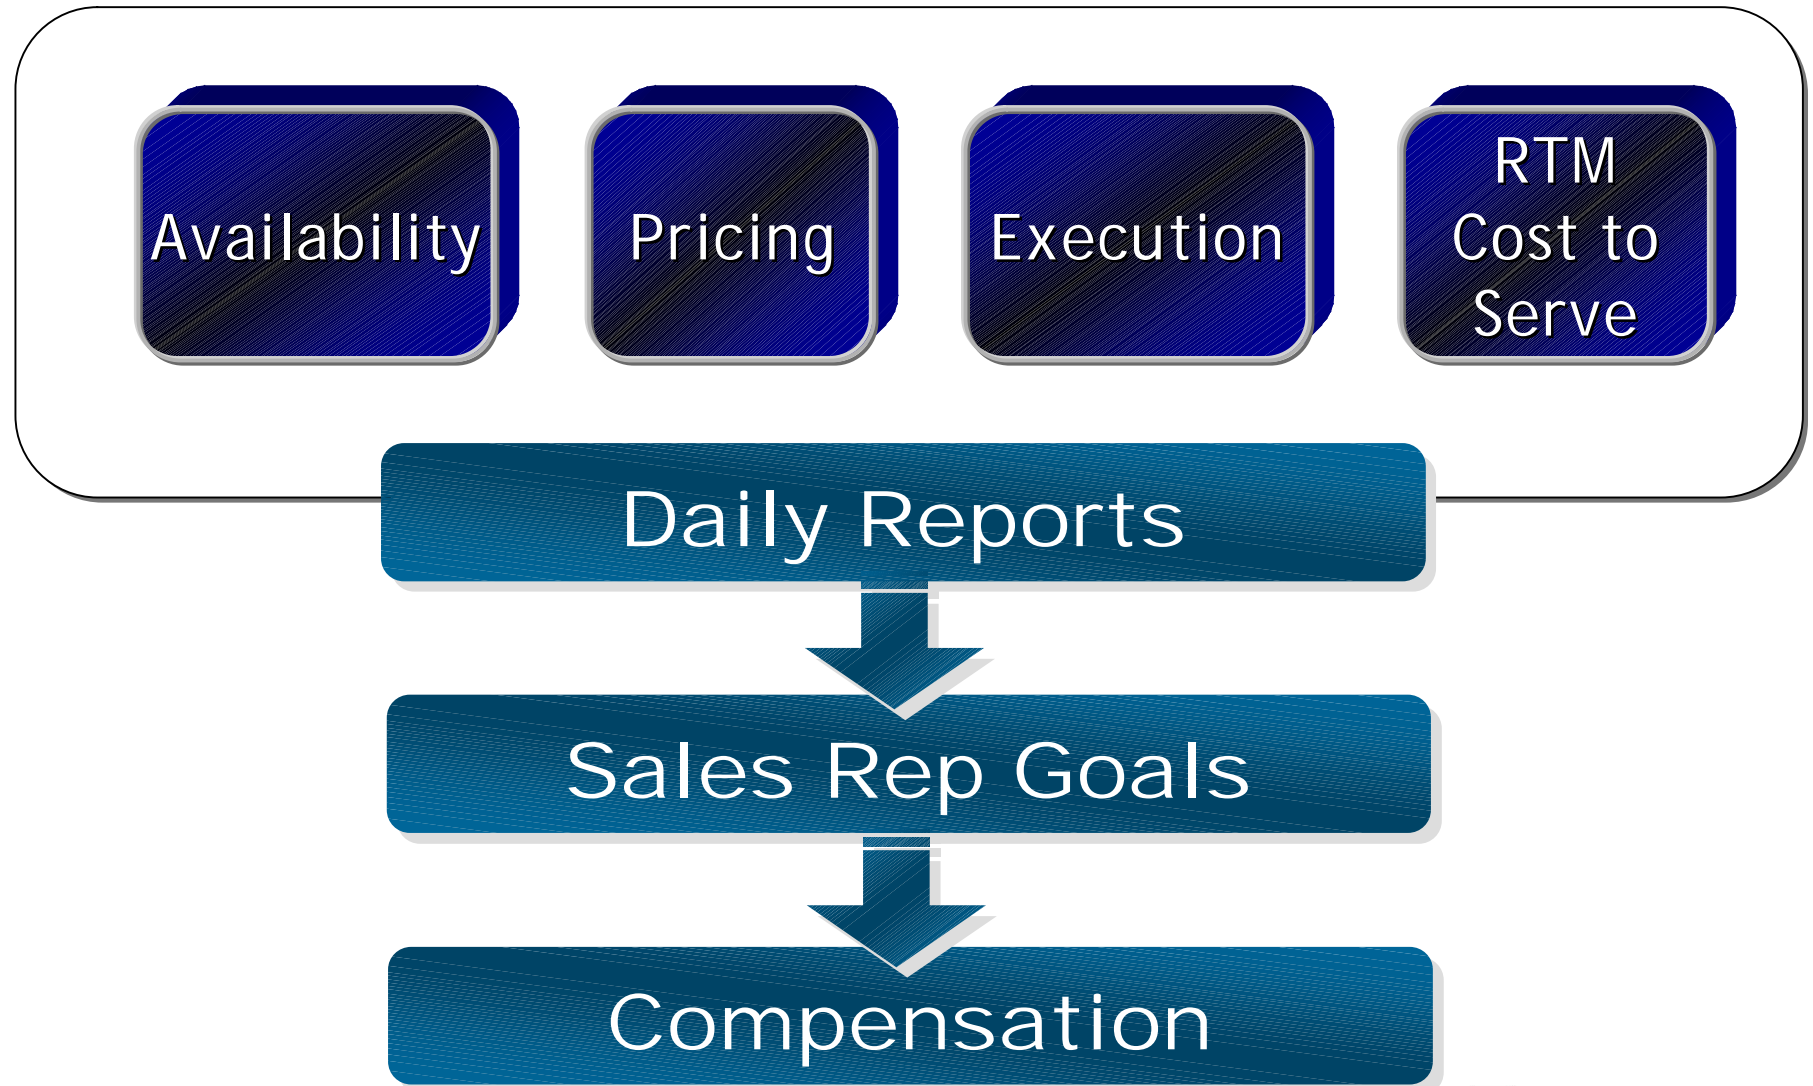 Availability
Pricing
Execution
RTM
Cost to
Serve
Daily Reports
Sales Rep Goals
Compensation